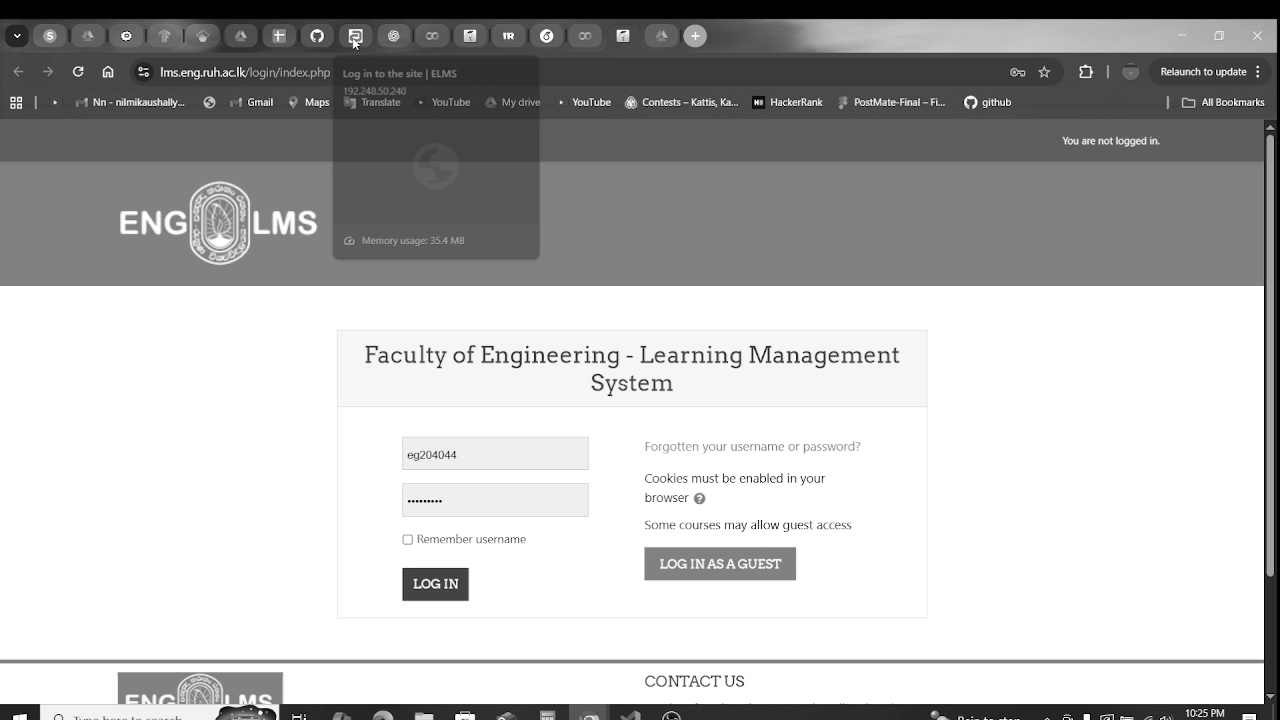 lms.eng.ruh.ac.lk/login/index.php
Relaunch to update
Log in to the site | ELMS
192.248.50.240
Nn - nilmikaushally...
Gmail
Maps
Translate
YouTube
My drive
YouTube
Contests – Kattis, Ka...
HackerRank
PostMate-Final – Fi...
github
All Bookmarks
You are not logged in.
ENG LMS
Memory usage: 35.4 MB
Faculty of Engineering - Learning Management
System
eg204044
•••••••••
Remember username
LOG IN
Forgotten your username or password?
Cookies must be enabled in your
browser
Some courses may allow guest access
LOG IN AS A GUEST
ENG LMS
CONTACT US
Type here to search
10:25 PM